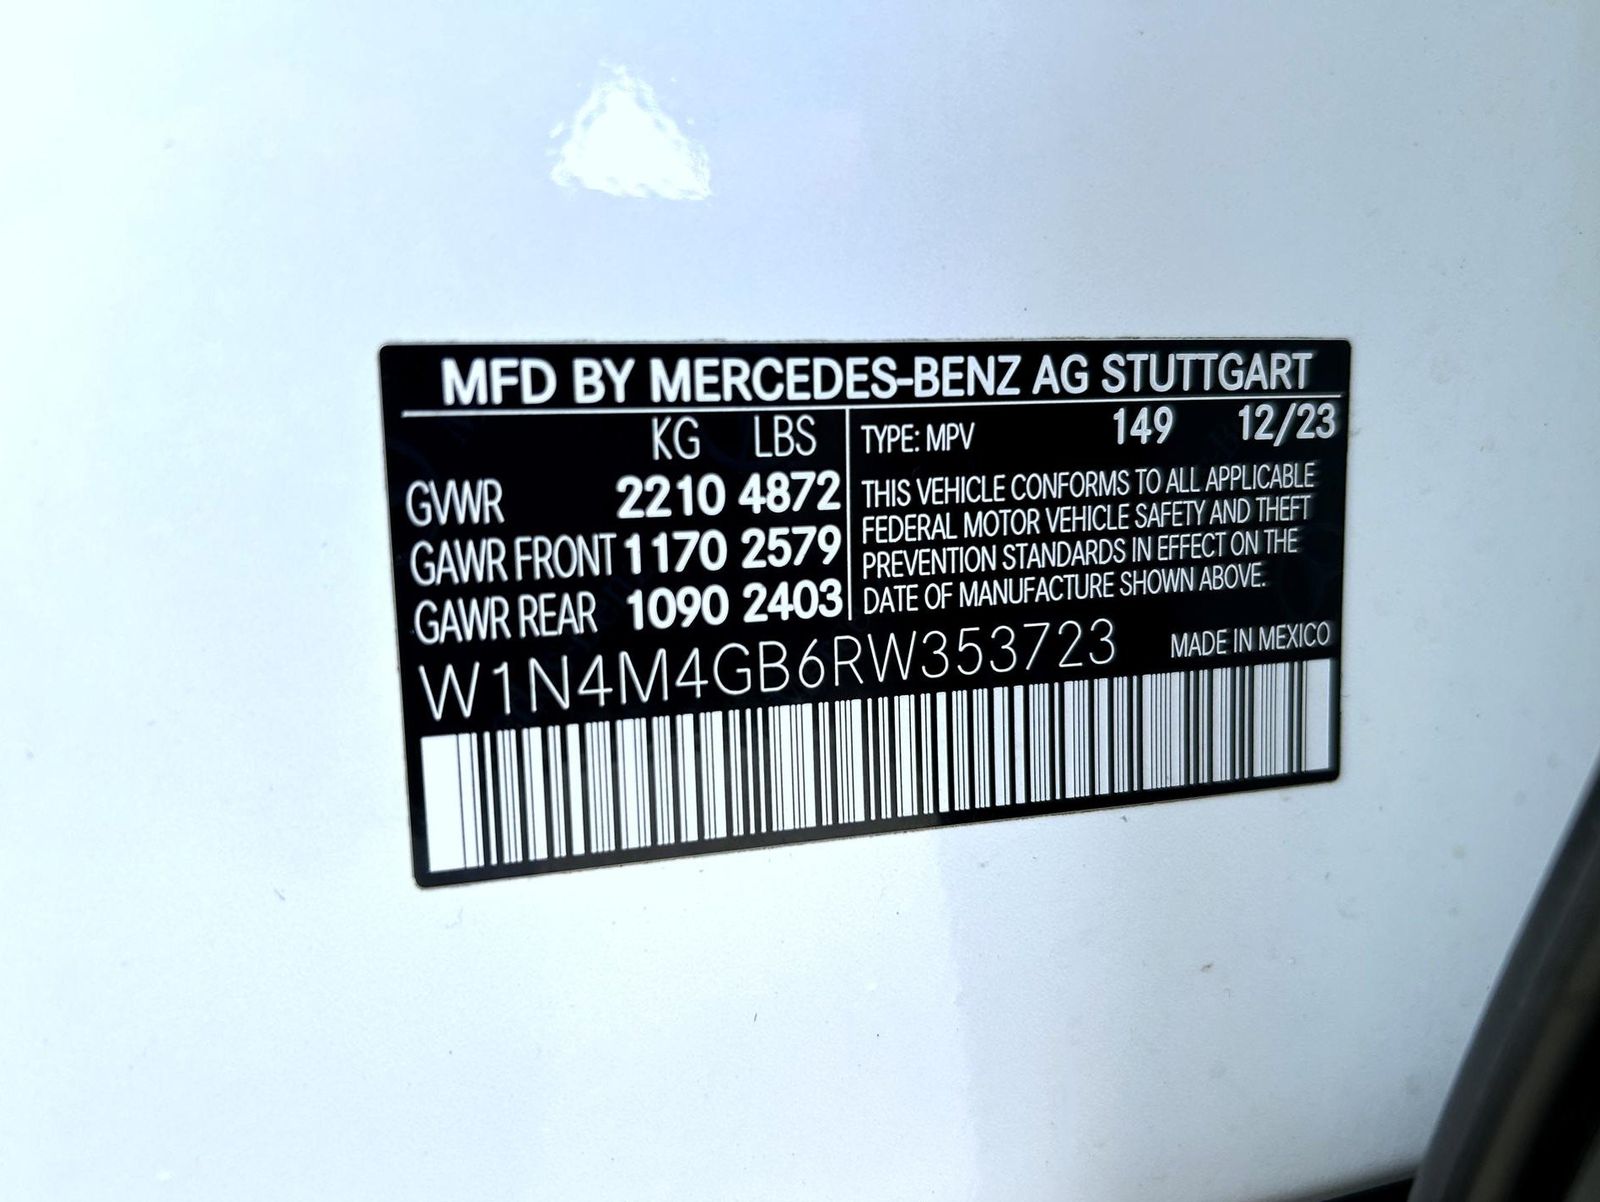 MFD BY MERCEDES-BENZ AG STUTTGART
KG LBS
GVWR 2210 4872
GAWR FRONT 1170 2579
GAWR REAR 1090 2403
TYPE: MPV 149 12/23
THIS VEHICLE CONFORMS TO ALL APPLICABLE
FEDERAL MOTOR VEHICLE SAFETY AND THEFT
PREVENTION STANDARDS IN EFFECT ON THE
DATE OF MANUFACTURE SHOWN ABOVE.
W1N4M4GB6RW353723 MADE IN MEXICO